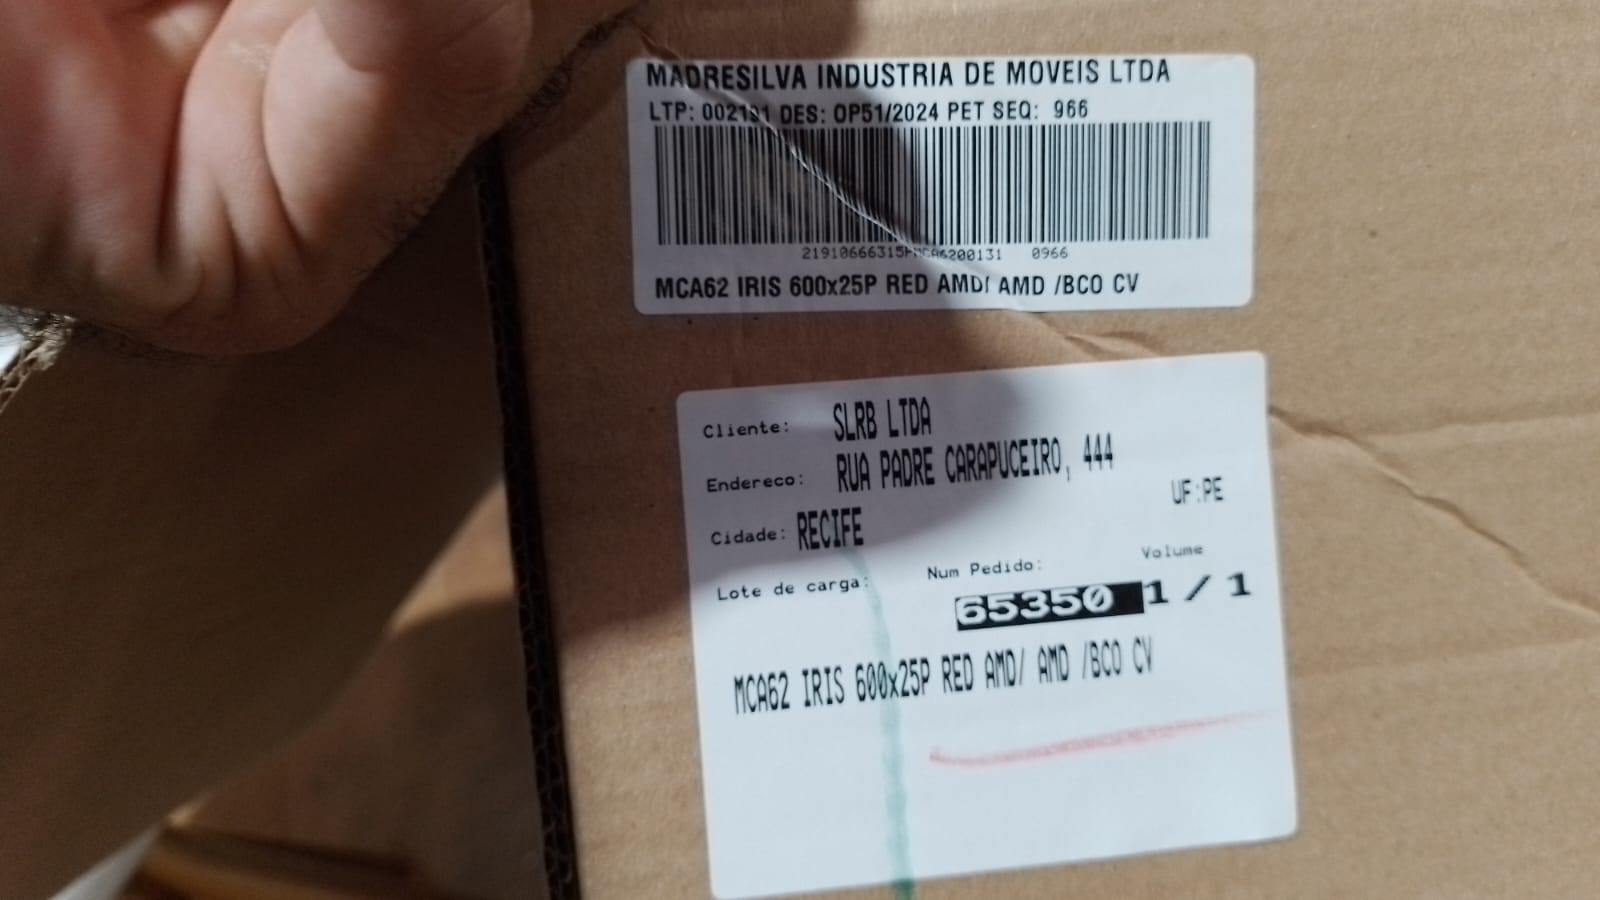 MADRESILVA INDUSTRIA DE MOVEIS LTDA
LTP: 002191 DES: OP51/2024 PET SEQ: 966
0966
MCA62 IRIS 600x25P RED AMD/ AMD /BCO CV
Cliente: SLRB LTDA
Endereco: RUA PADRE CARAPUCEIRO, 444
UF:PE
Cidade: RECIFE
Lote de carga: Num Pedido: Volume
65350 1 / 1
MCA62 IRIS 600x25P RED AMD/ AMD /BCO CV